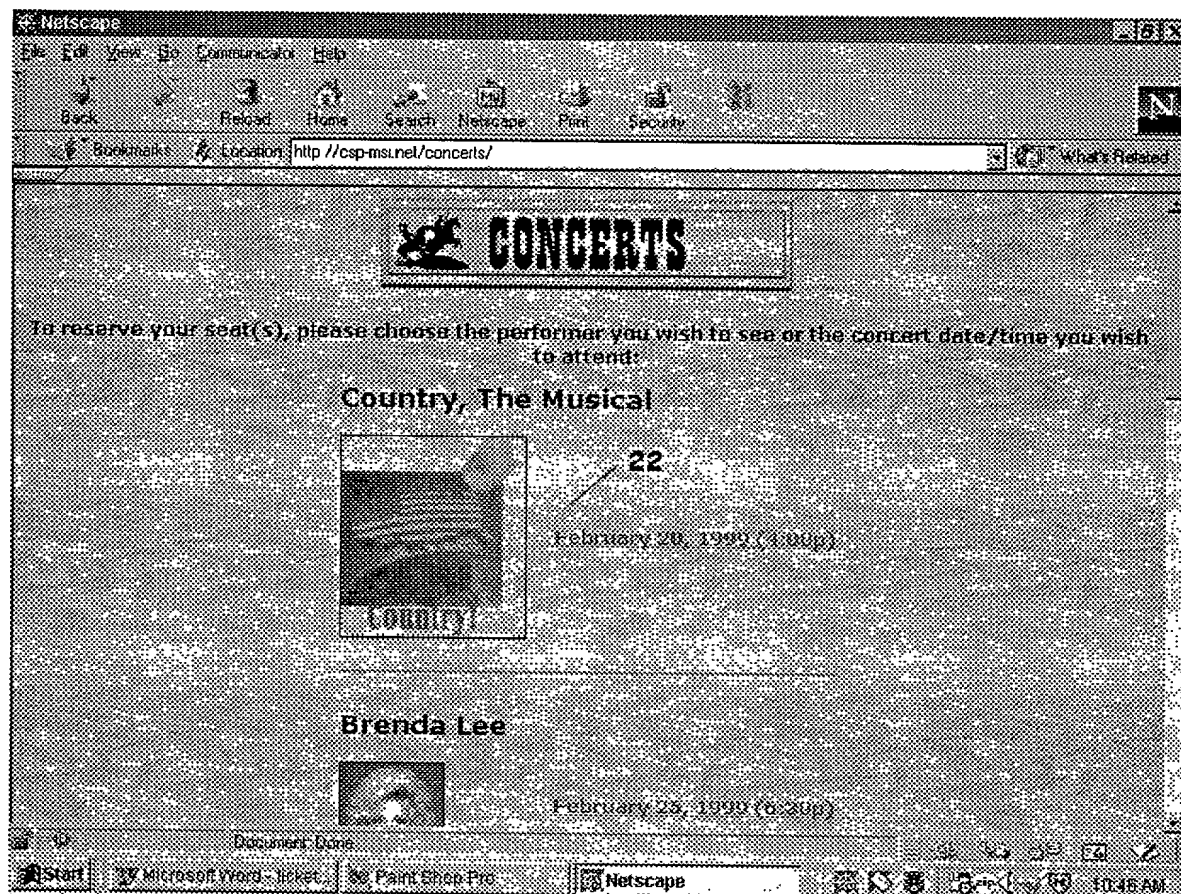 Netscape
File Edit View Go Communicator Help
Back Reload Home Search Netscape Print Security
Bookmarks Location http //csp-msi.net/concerts/ What's Related
CONCERTS
To reserve your seat(s), please choose the performer you wish to see or the concert date/time you wish
to attend:
Country, The Musical
22
February 20, 1999 (4:00p)
Country!
Brenda Lee
February 25, 1999
Document: Done
Start Microsoft Word - Paint Shop Pro Netscape 10:46 AM